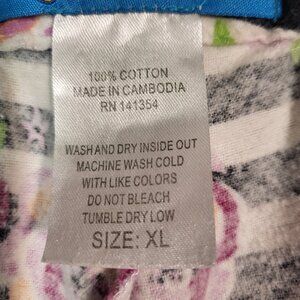 100% COTTON
MADE IN CAMBODIA
RN 141354
WASH AND DRY INSIDE OUT
MACHINE WASH COLD
WITH LIKE COLORS
DO NOT BLEACH
TUMBLE DRY LOW
SIZE: XL